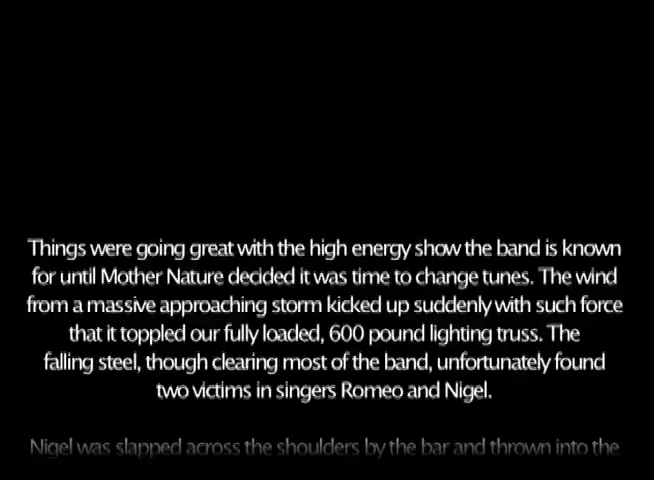 Things were going great with the high energy show the band is known
for until Mother Nature decided it was time to change tunes. The wind
from a massive approaching storm kicked up suddenly with such force
that it toppled our fully loaded, 600 pound lighting truss. The
falling steel, though clearing most of the band, unfortunately found
two victims in singers Romeo and Nigel.
Nigel was slapped across the shoulders by the bar and thrown into the